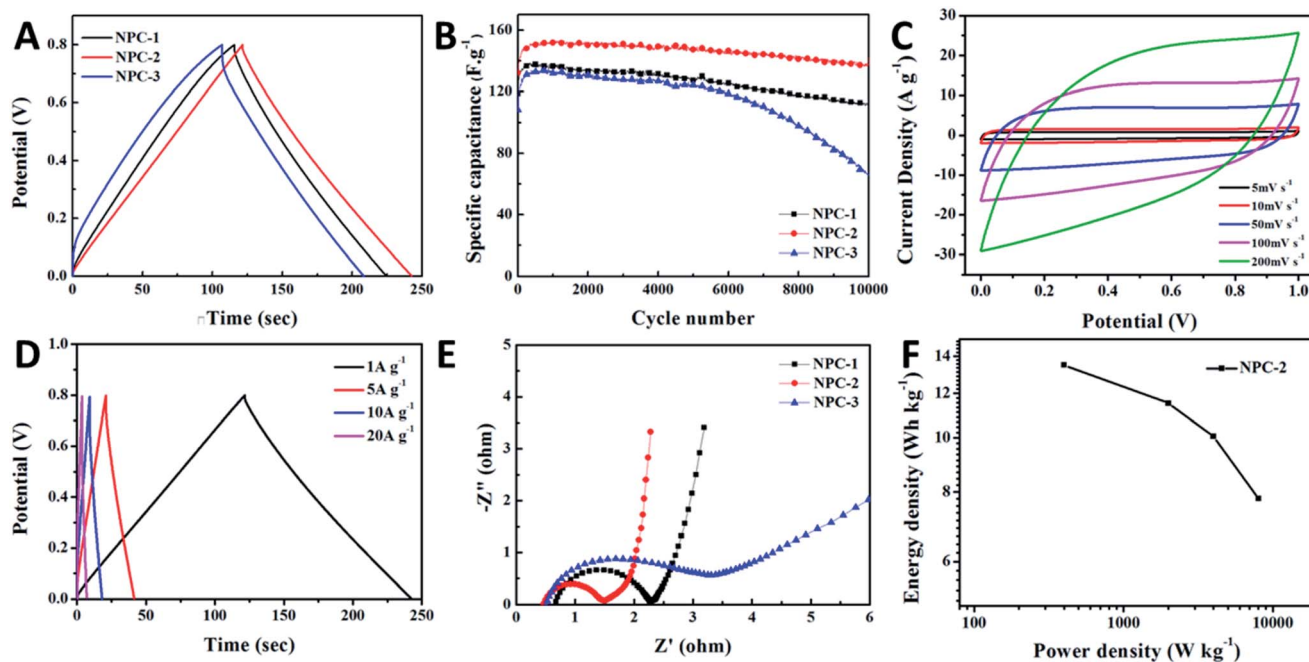 A
NPC-1
NPC-2
NPC-3
Potential (V)
0.8
0.6
0.4
0.2
0.0
0 50 100 150 200 250
Time (sec)
B
Specific capacitance (F.g⁻¹)
160
120
80
40
0
NPC-1
NPC-2
NPC-3
0 2000 4000 6000 8000 10000
Cycle number
C
Current Density (A g⁻¹)
30
20
10
0
-10
-20
-30
5mV s⁻¹
10mV s⁻¹
50mV s⁻¹
100mV s⁻¹
200mV s⁻¹
0.0 0.2 0.4 0.6 0.8 1.0
Potential (V)
D
1A g⁻¹
5A g⁻¹
10A g⁻¹
20A g⁻¹
Potential (V)
1.0
0.8
0.6
0.4
0.2
0.0
0 50 100 150 200 250
Time (sec)
E
NPC-1
NPC-2
NPC-3
-Z'' (ohm)
5
4
3
2
1
0
0 1 2 3 4 5 6
Z' (ohm)
F
NPC-2
Energy density (Wh kg⁻¹)
14
12
10
8
6
100 1000 10000
Power density (W kg⁻¹)